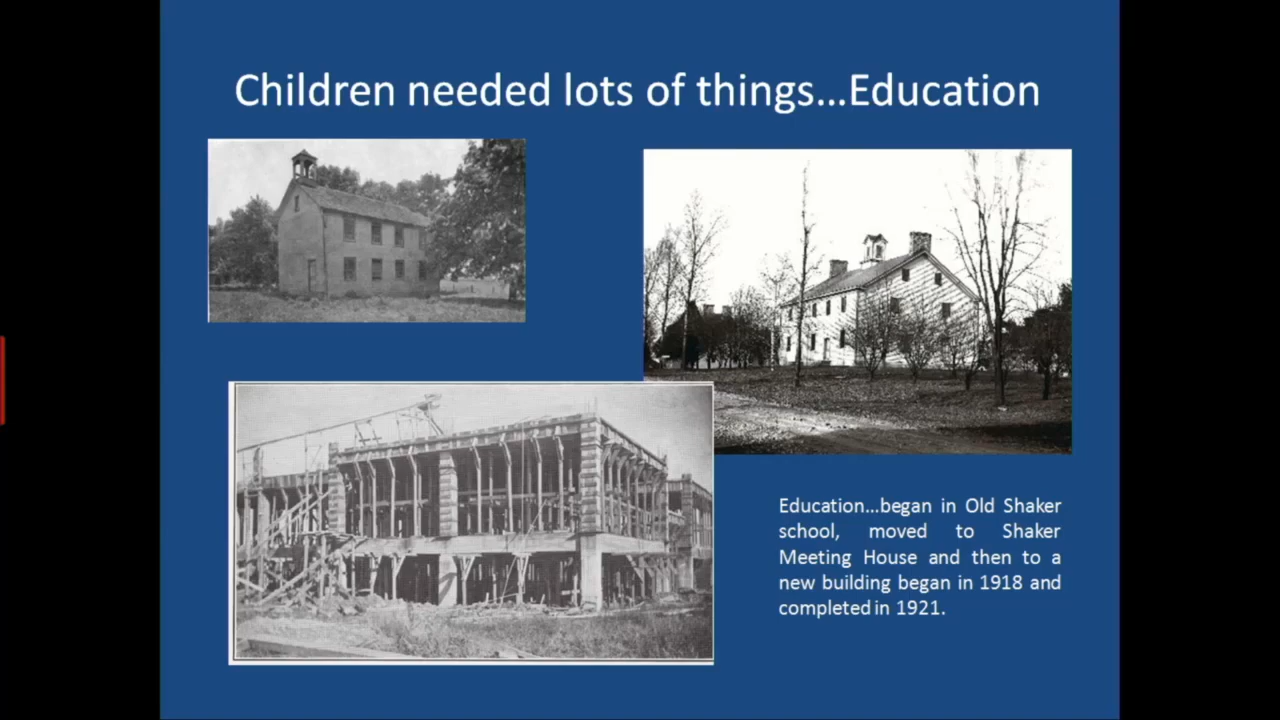 Children needed lots of things...Education
Education...began in Old Shaker
school, moved to Shaker
Meeting House and then to a
new building began in 1918 and
completed in 1921.